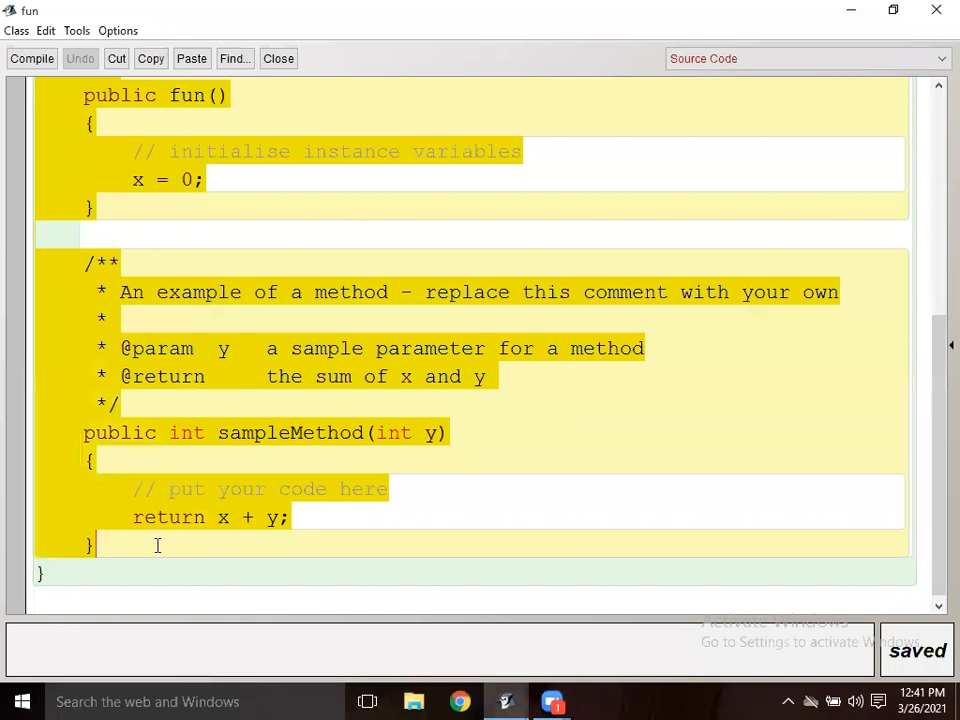 fun
Class Edit Tools Options
Compile Undo Cut Copy Paste Find... Close Source Code
public fun()
{
// initialise instance variables
x = 0;
}
/**
* An example of a method - replace this comment with your own
*
* @param y a sample parameter for a method
* @return the sum of x and y
*/
public int sampleMethod(int y)
{
// put your code here
return x + y;
}
}
Activate Windows
Go to Settings to activate Windows.
saved
Search the web and Windows
1
12:41 PM
3/26/2021